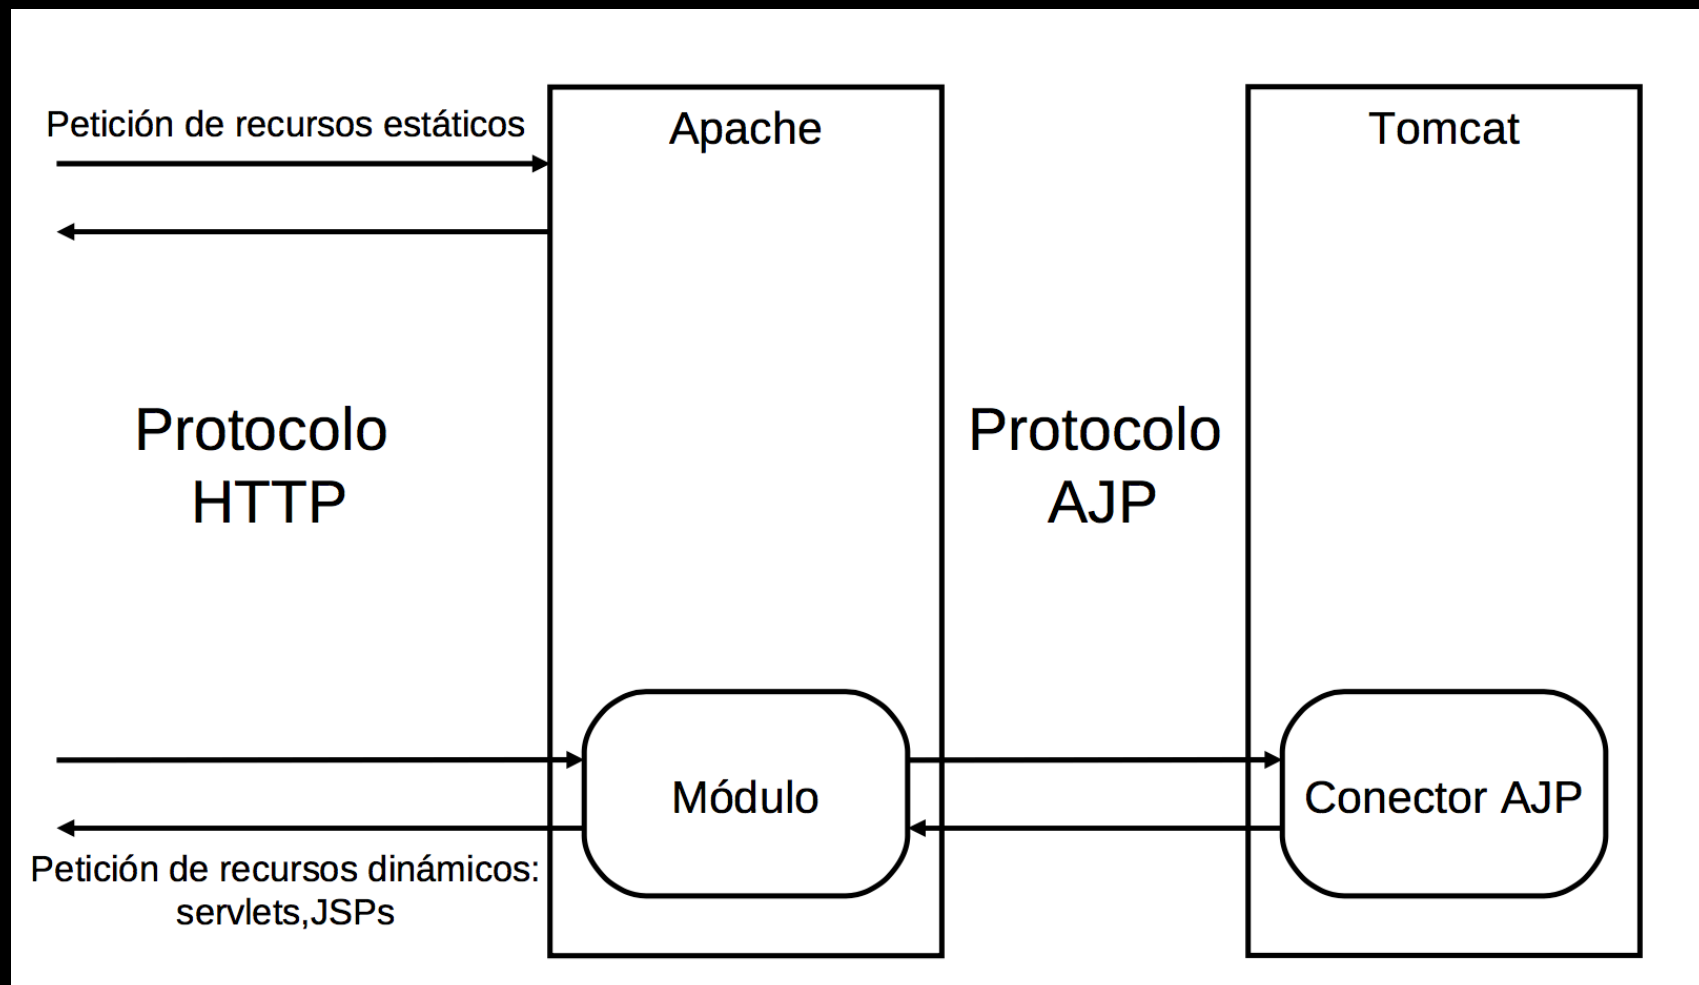 Petición de recursos estáticos
Apache
Tomcat
Protocolo
HTTP
Protocolo
AJP
Módulo
Conector AJP
Petición de recursos dinámicos:
servlets,JSPs